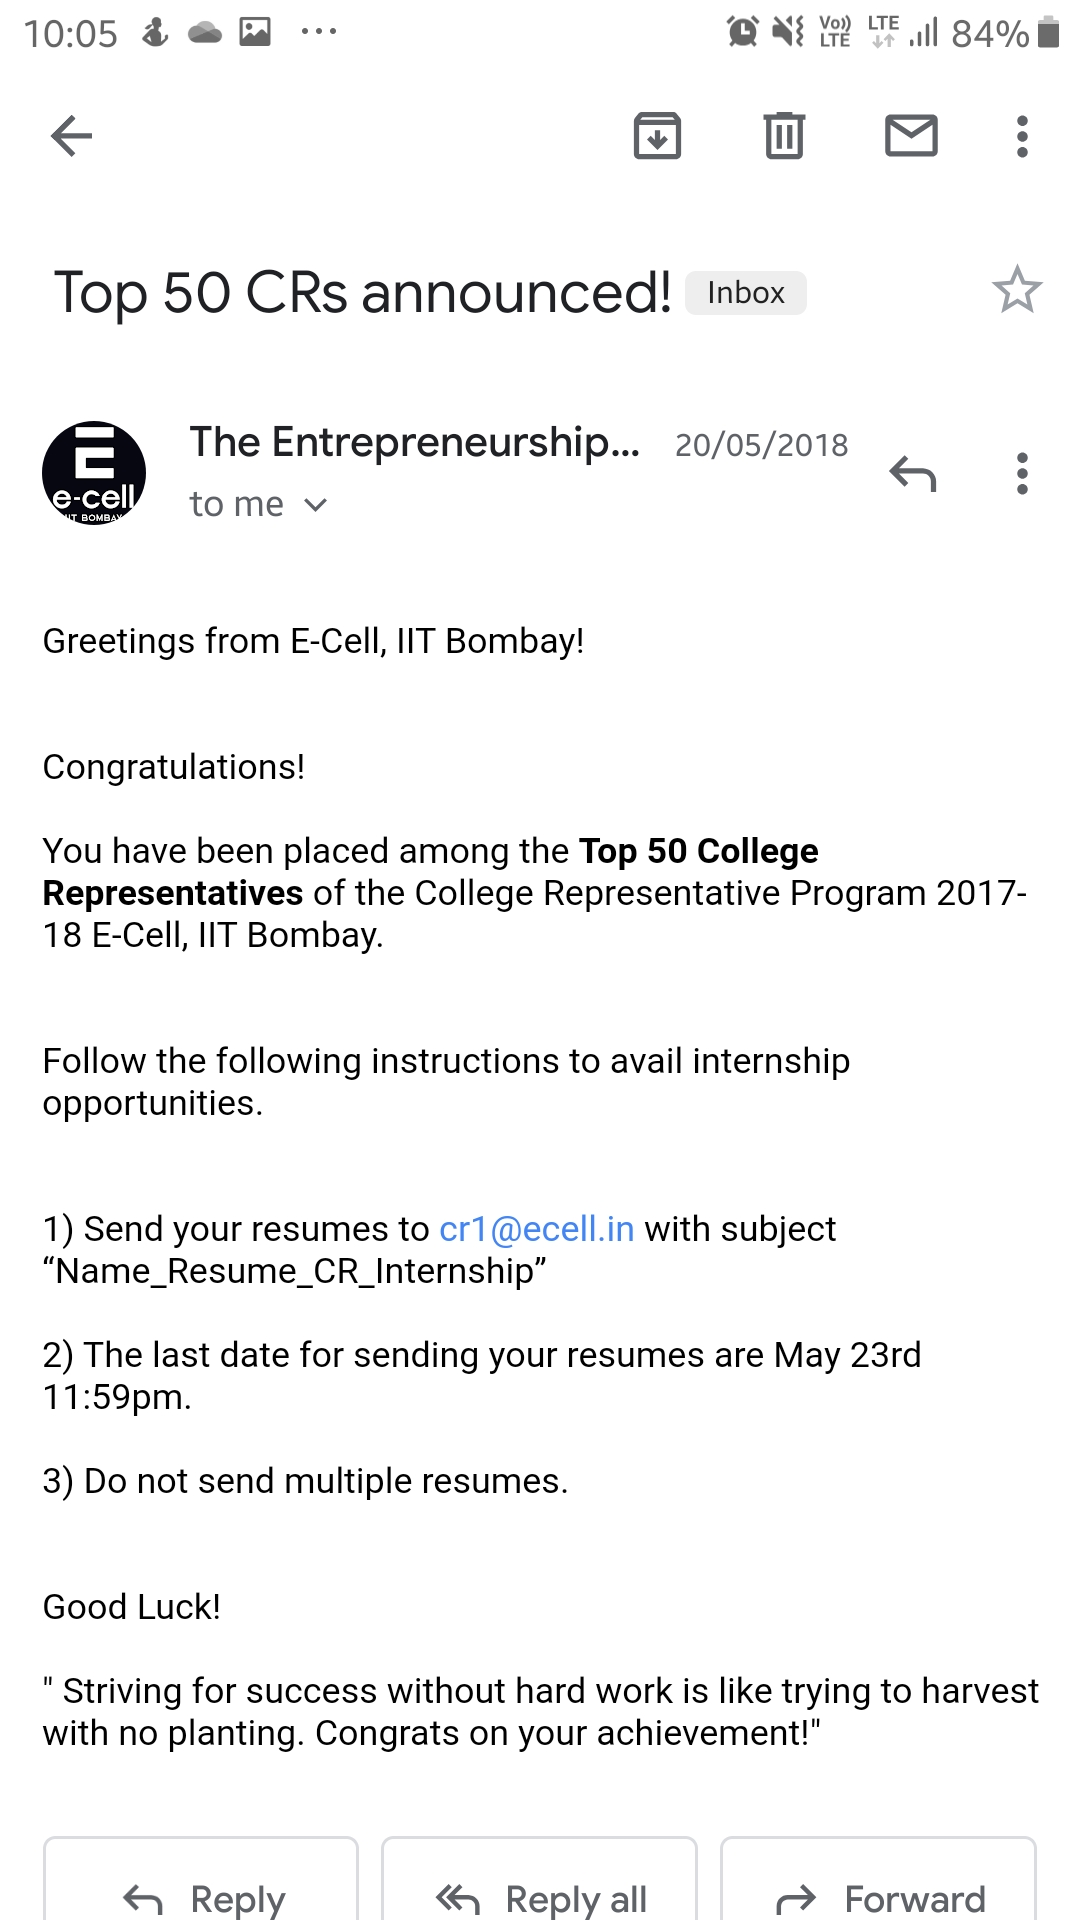 10:05 Vo)) LTE LTE 84%
Top 50 CRs announced! Inbox
The Entrepreneurship... 20/05/2018
e-cell
IIT BOMBAY
to me
Greetings from E-Cell, IIT Bombay!
Congratulations!
You have been placed among the Top 50 College
Representatives of the College Representative Program 2017-
18 E-Cell, IIT Bombay.
Follow the following instructions to avail internship
opportunities.
1) Send your resumes to cr1@ecell.in with subject
“Name_Resume_CR_Internship”
2) The last date for sending your resumes are May 23rd
11:59pm.
3) Do not send multiple resumes.
Good Luck!
" Striving for success without hard work is like trying to harvest
with no planting. Congrats on your achievement!"
Reply Reply all Forward